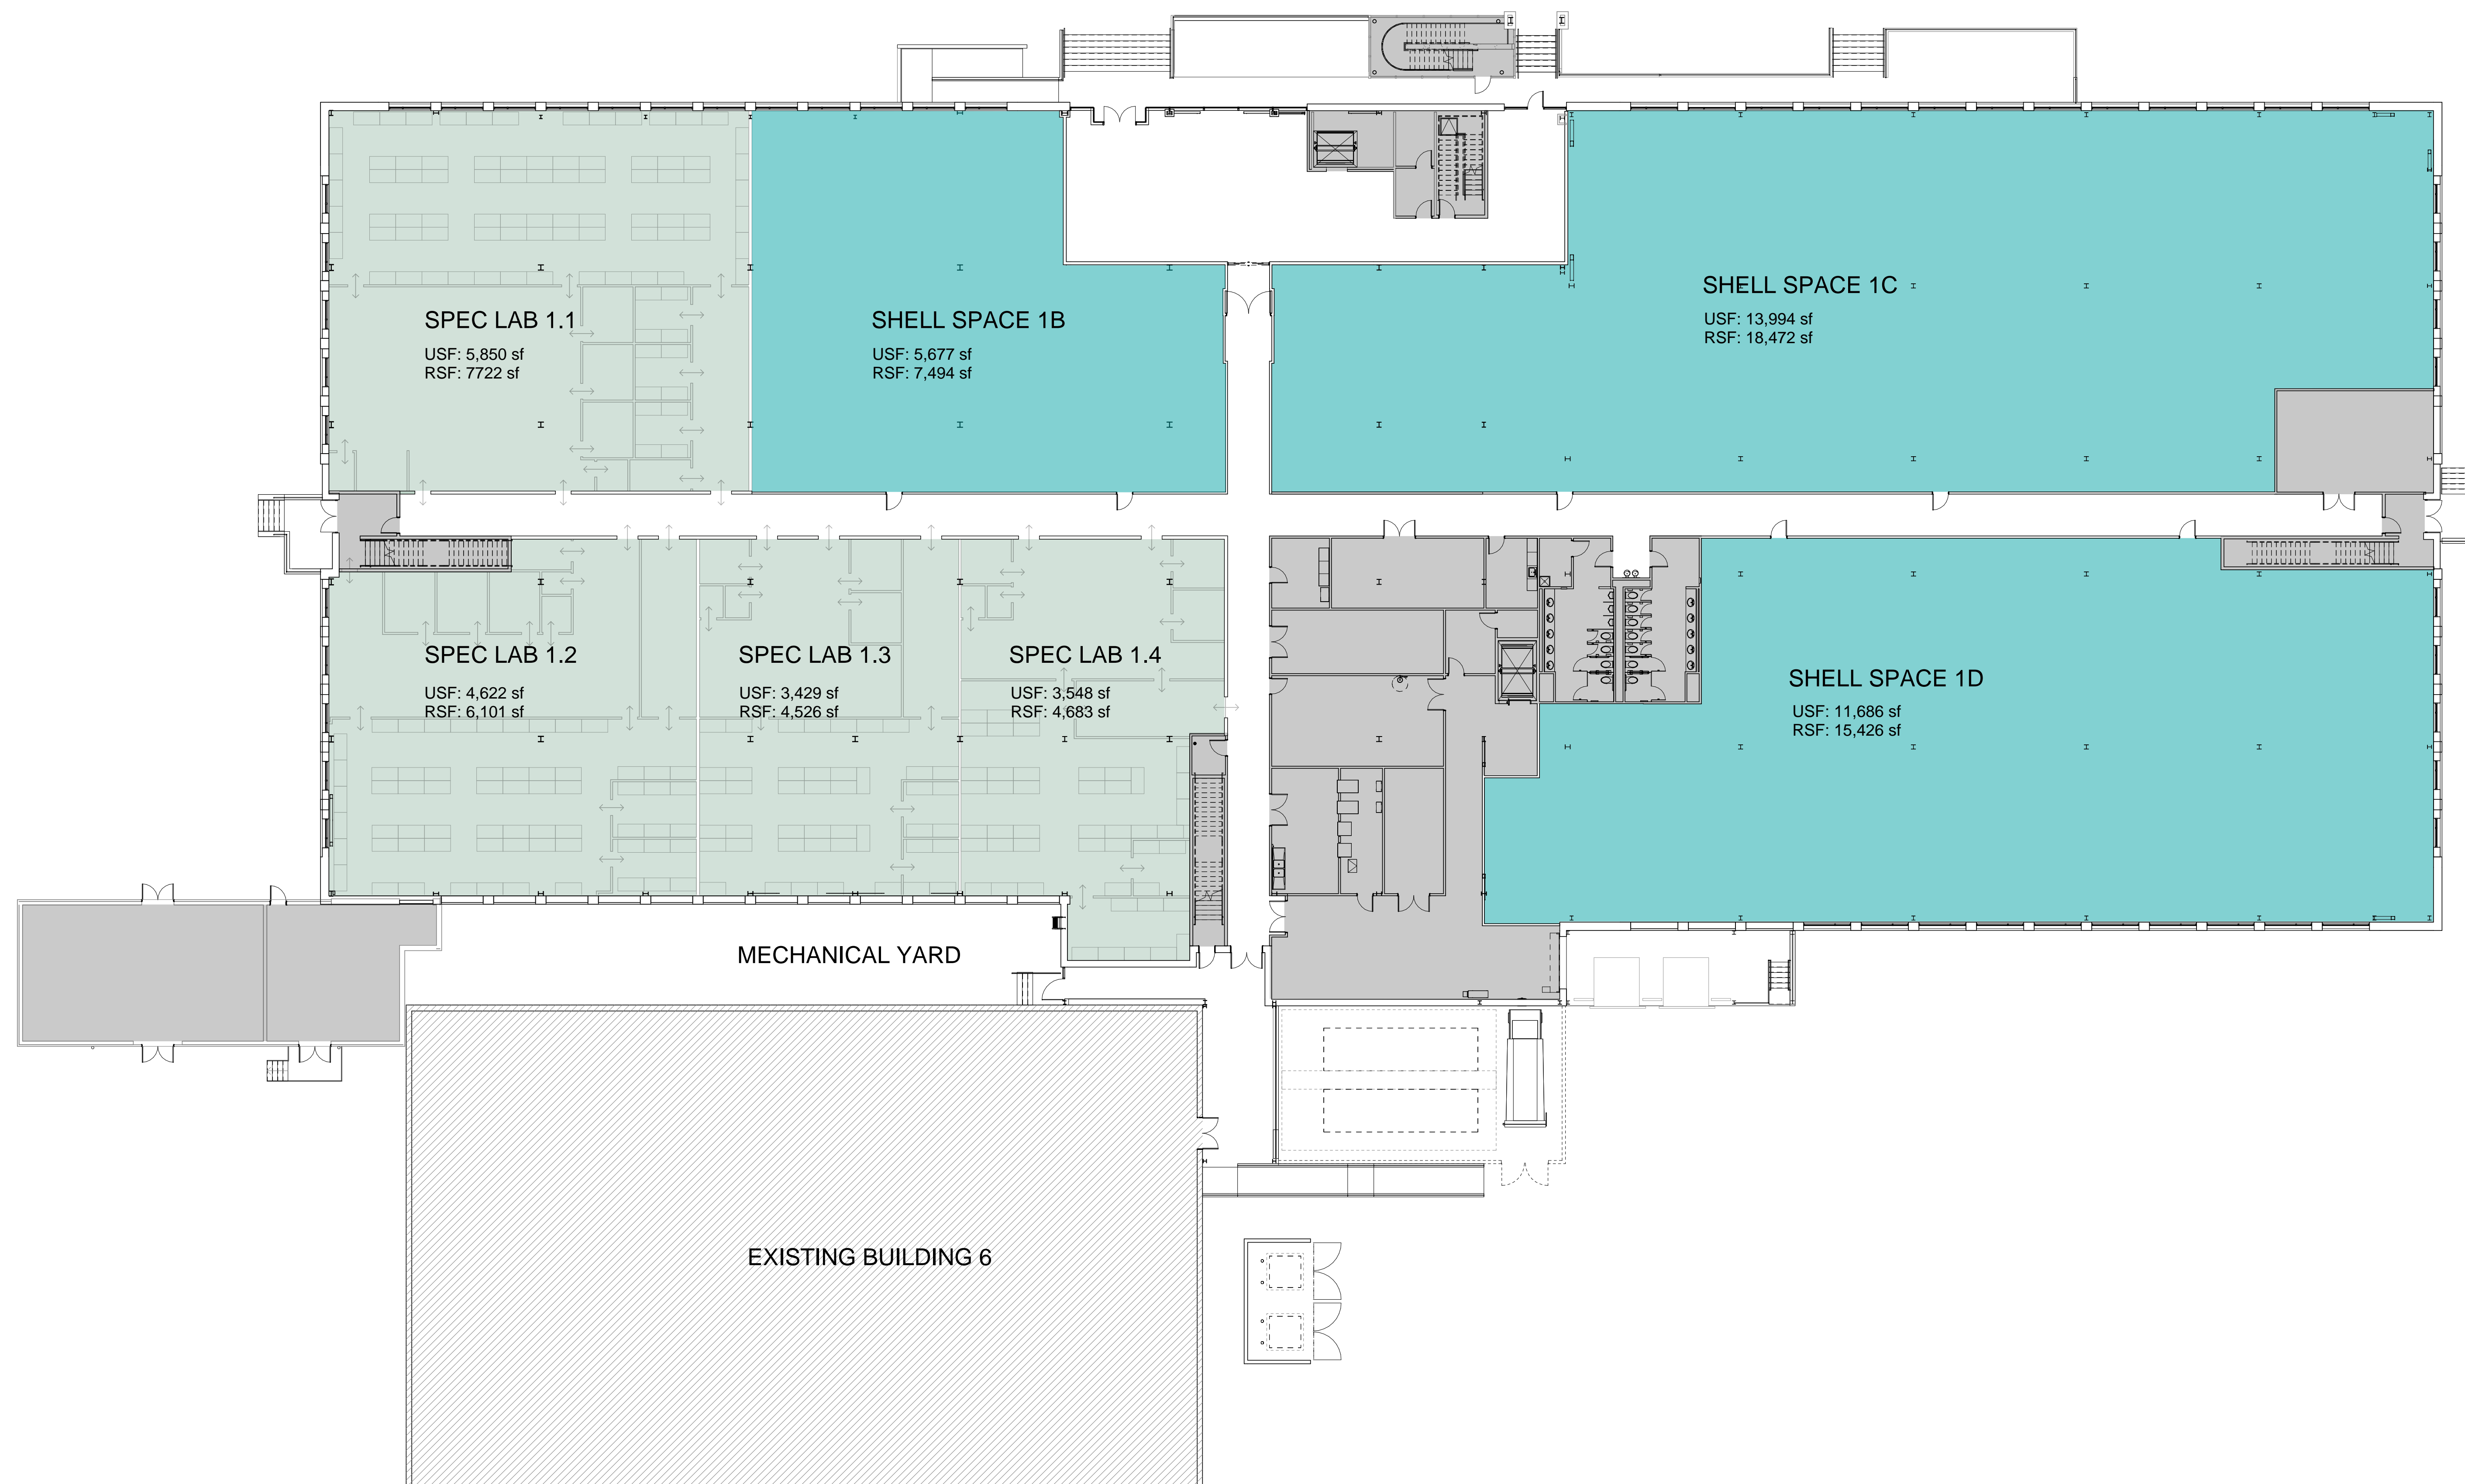 SPEC LAB 1.1
USF: 5,850 sf
RSF: 7722 sf
SHELL SPACE 1B
USF: 5,677 sf
RSF: 7,494 sf
SHELL SPACE 1C
USF: 13,994 sf
RSF: 18,472 sf
SPEC LAB 1.2
USF: 4,622 sf
RSF: 6,101 sf
SPEC LAB 1.3
USF: 3,429 sf
RSF: 4,526 sf
SPEC LAB 1.4
USF: 3,548 sf
RSF: 4,683 sf
SHELL SPACE 1D
USF: 11,686 sf
RSF: 15,426 sf
MECHANICAL YARD
EXISTING BUILDING 6